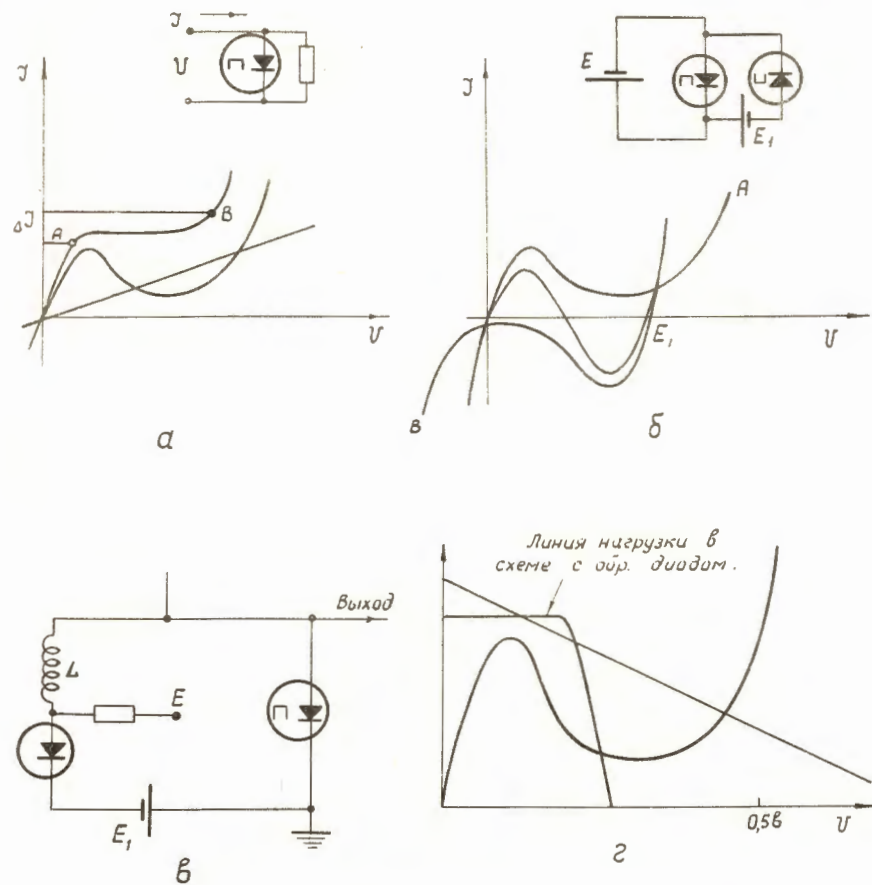 J
U
J
ΔJ
A
B
U
а
E
E₁
J
A
E₁
U
B
б
L
E
Выход
E₁
в
Линия нагрузки в
схеме с обр. диодом.
0,5в
U
г